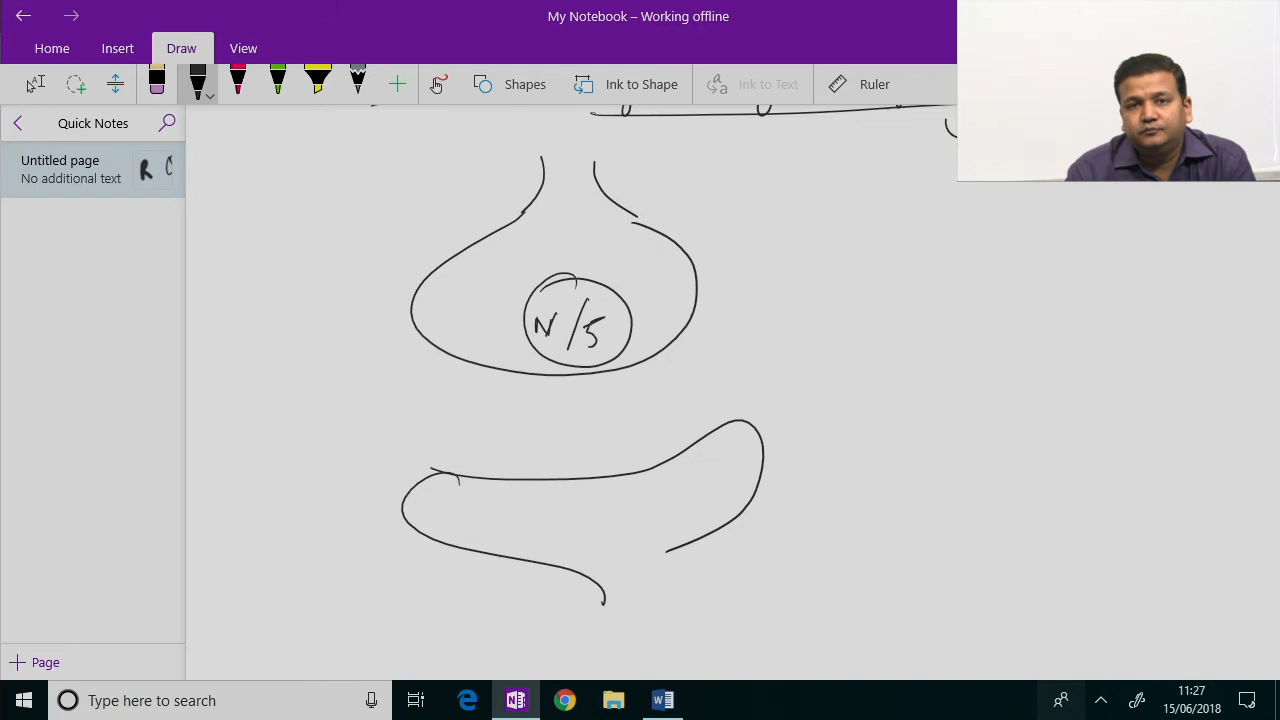 My Notebook – Working offline
Home Insert Draw View
Shapes Ink to Shape Ink to Text Ruler
Quick Notes
Untitled page
No additional text
R
N/5
Page
Type here to search
11:27
15/06/2018